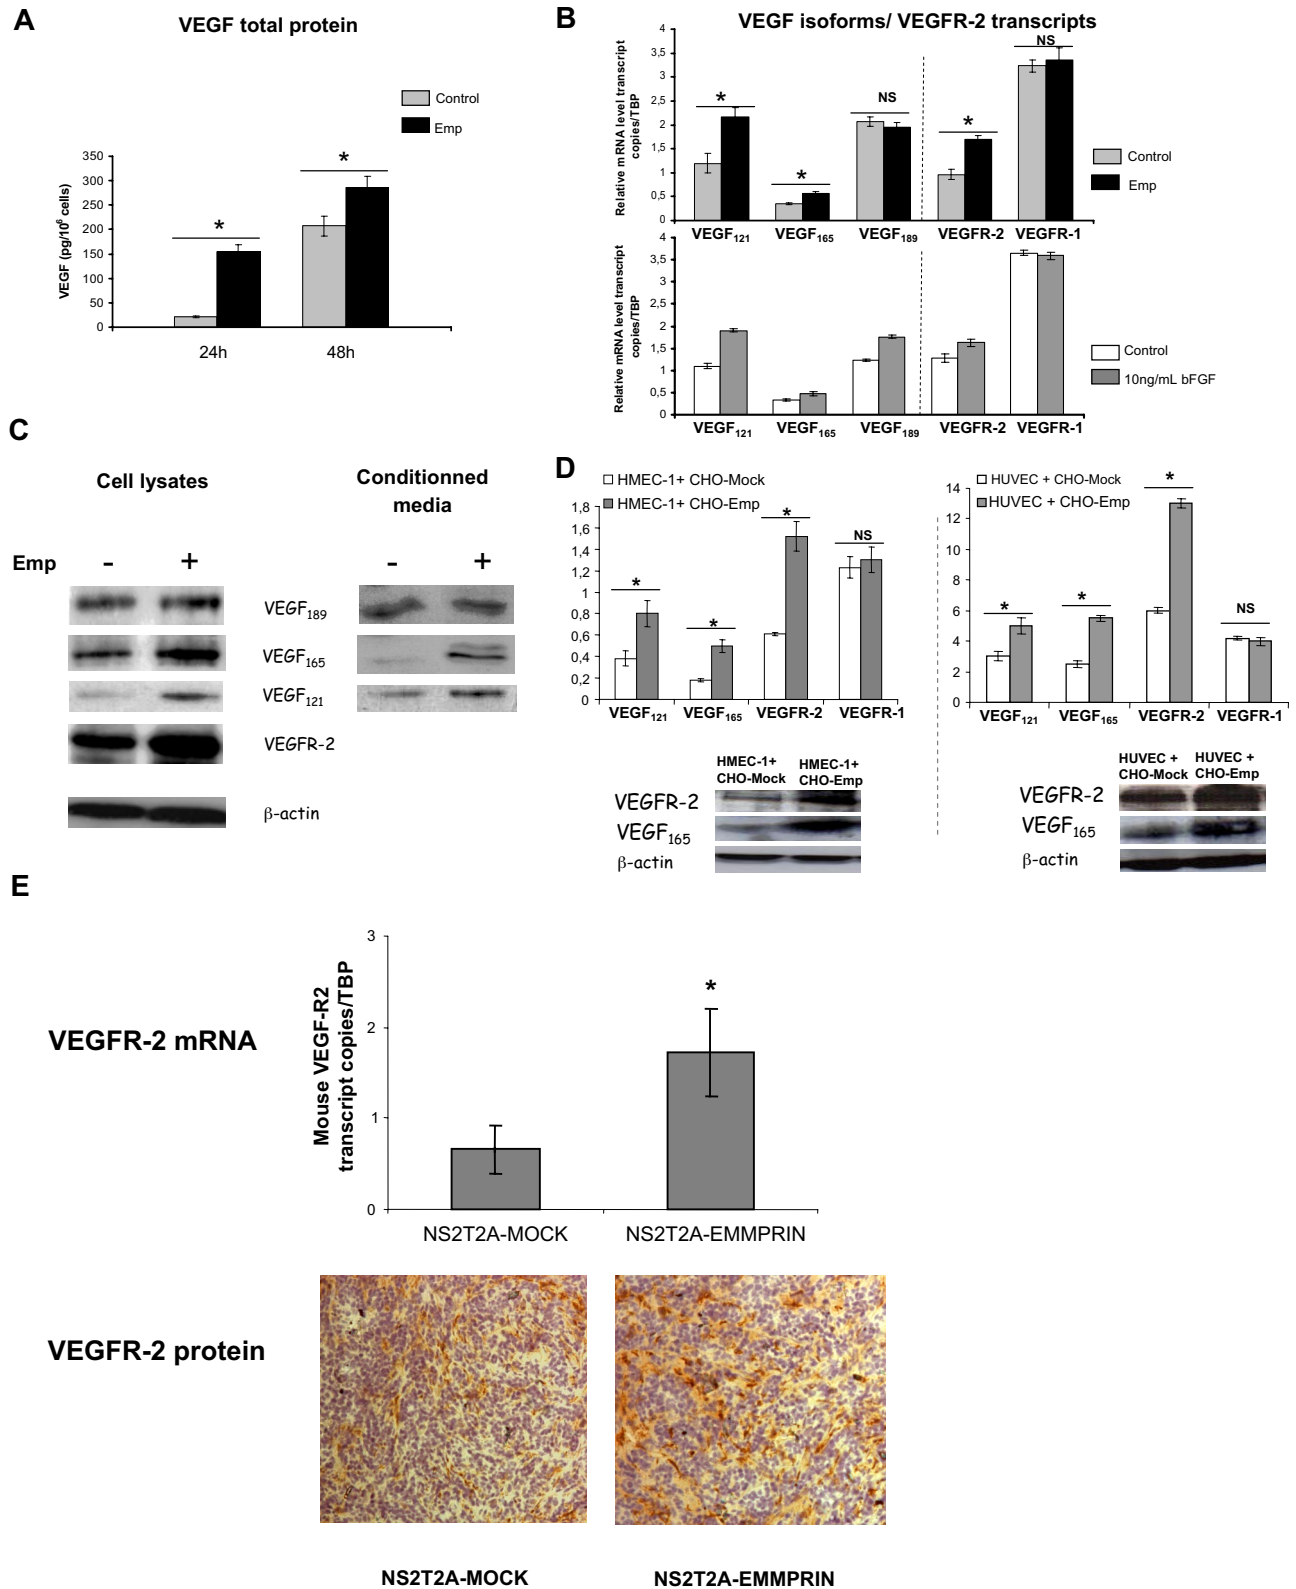 A
VEGF total protein
Control
Emp
VEGF (pg/10⁶ cells)
350
300
250
200
150
100
50
0
*
*
24h
48h
B
VEGF isoforms/ VEGFR-2 transcripts
Relative mRNA level transcript
copies/TBP
4
3,5
3
2,5
2
1,5
1
0,5
0
*
*
NS
*
NS
Control
Emp
VEGF₁₂₁
VEGF₁₆₅
VEGF₁₈₉
VEGFR-2
VEGFR-1
Relative mRNA level transcript
copies/TBP
4
3,5
3
2,5
2
1,5
1
0,5
0
Control
10ng/mL bFGF
VEGF₁₂₁
VEGF₁₆₅
VEGF₁₈₉
VEGFR-2
VEGFR-1
C
Cell lysates
Conditionned
media
Emp
-
+
-
+
VEGF₁₈₉
VEGF₁₆₅
VEGF₁₂₁
VEGFR-2
β-actin
D
HMEC-1+ CHO-Mock
HMEC-1+ CHO-Emp
1,8
1,6
1,4
1,2
1
0,8
0,6
0,4
0,2
0
*
*
*
NS
VEGF₁₂₁
VEGF₁₆₅
VEGFR-2
VEGFR-1
HMEC-1+
CHO-Mock
HMEC-1+
CHO-Emp
VEGFR-2
VEGF₁₆₅
β-actin
HUVEC + CHO-Mock
HUVEC + CHO-Emp
14
12
10
8
6
4
2
0
*
*
*
NS
VEGF₁₂₁
VEGF₁₆₅
VEGFR-2
VEGFR-1
HUVEC +
CHO-Mock
HUVEC +
CHO-Emp
VEGFR-2
VEGF₁₆₅
β-actin
E
VEGFR-2 mRNA
Mouse VEGF-R2
transcript copies/TBP
3
2
1
0
*
NS2T2A-MOCK
NS2T2A-EMMPRIN
VEGFR-2 protein
NS2T2A-MOCK
NS2T2A-EMMPRIN